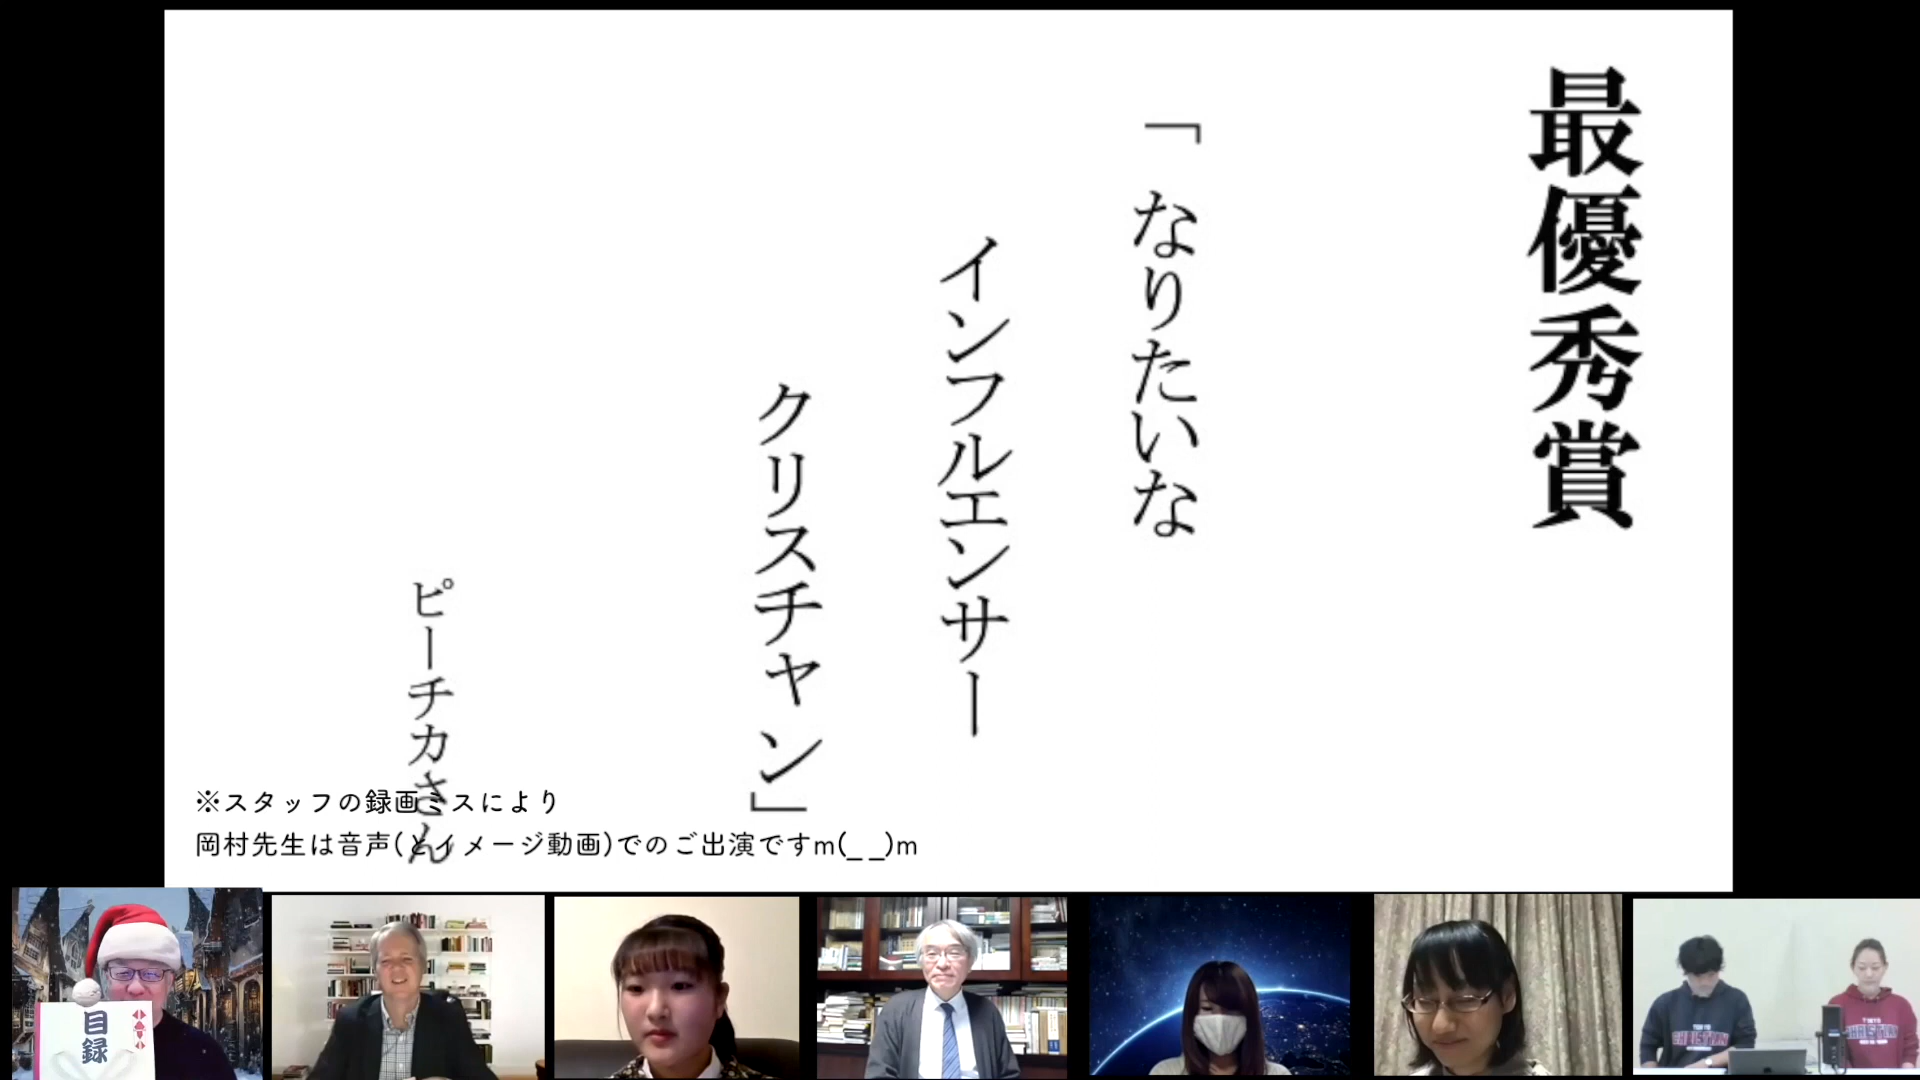 最優秀賞
「なりたいな
インフルエンサー
クリスチャン」
ピーチカさん
※スタッフの録画ミスにより
岡村先生は音声(とイメージ動画)でのご出演ですm(_ _)m
目録
TOKYO
CHRISTIAN
CHRISTIAN